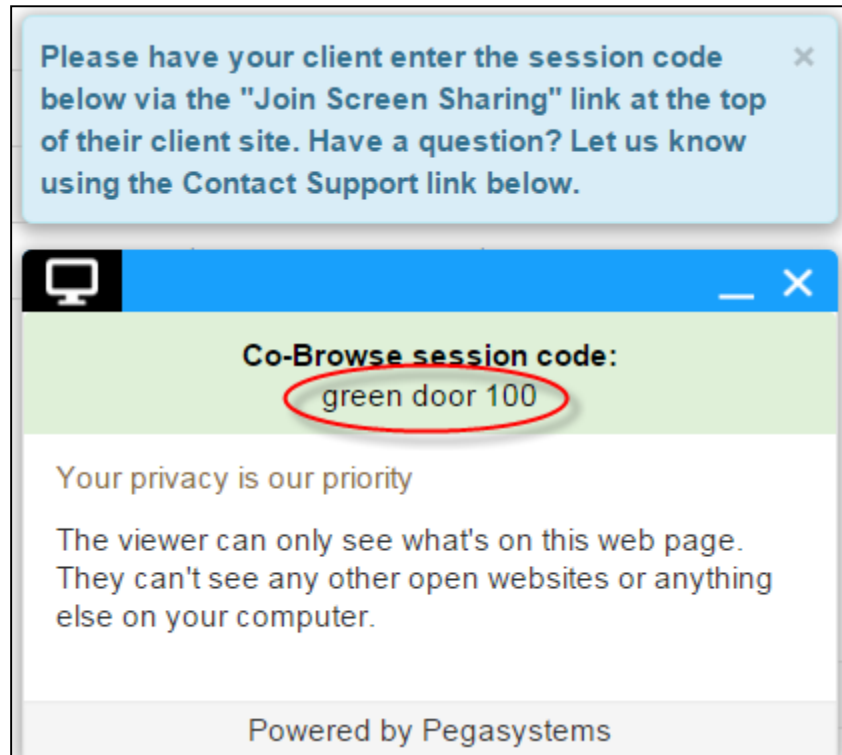 Please have your client enter the session code
below via the "Join Screen Sharing" link at the top
of their client site. Have a question? Let us know
using the Contact Support link below.
Co-Browse session code:
green door 100
Your privacy is our priority
The viewer can only see what's on this web page.
They can't see any other open websites or anything
else on your computer.
Powered by Pegasystems